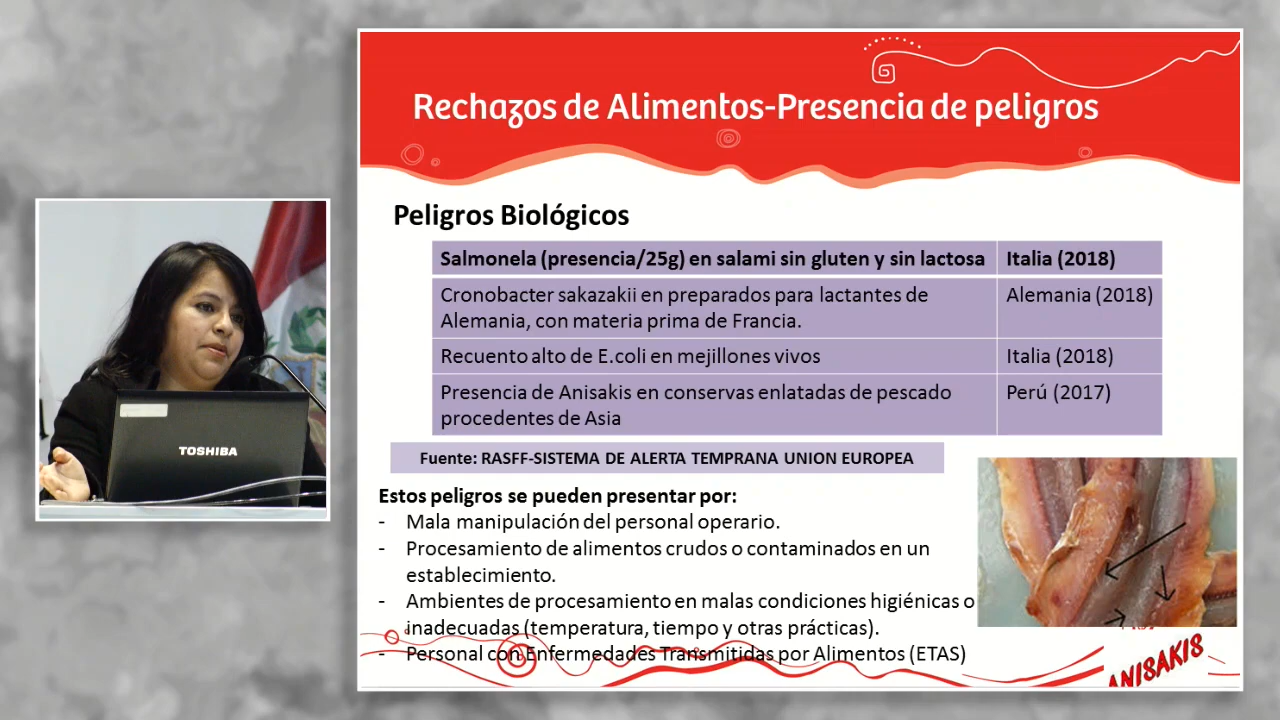 Rechazos de Alimentos-Presencia de peligros
Peligros Biológicos
Salmonela (presencia/25g) en salami sin gluten y sin lactosa Italia (2018)
Cronobacter sakazakii en preparados para lactantes de Alemania (2018)
Alemania, con materia prima de Francia.
Recuento alto de E.coli en mejillones vivos Italia (2018)
Presencia de Anisakis en conservas enlatadas de pescado Perú (2017)
procedentes de Asia
Fuente: RASFF-SISTEMA DE ALERTA TEMPRANA UNION EUROPEA
Estos peligros se pueden presentar por:
- Mala manipulación del personal operario.
- Procesamiento de alimentos crudos o contaminados en un
establecimiento.
- Ambientes de procesamiento en malas condiciones higiénicas o
inadecuadas (temperatura, tiempo y otras prácticas).
- Personal con Enfermedades Transmitidas por Alimentos (ETAS)
ANISAKIS
TOSHIBA